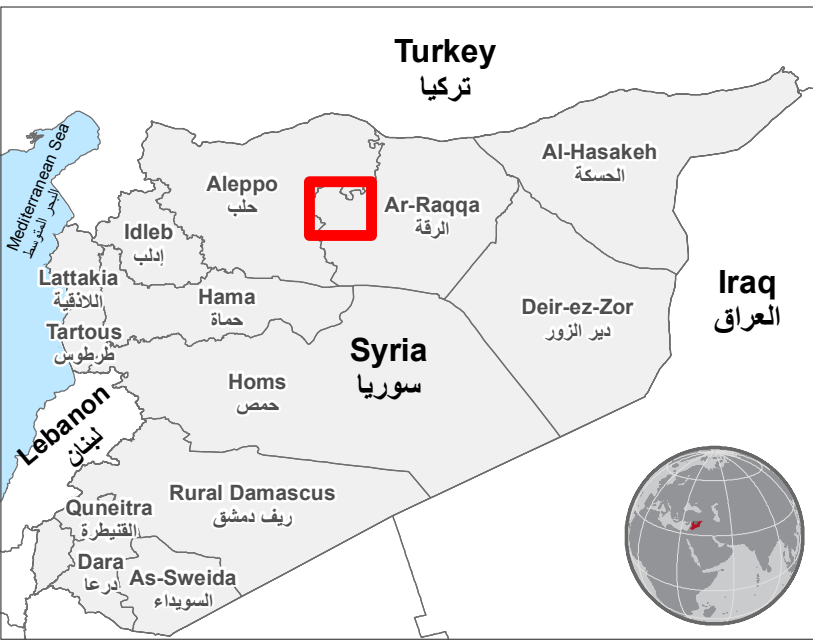 Turkey
تركيا
Mediterranean Sea
البحر المتوسط
Al-Hasakeh
الحسكة
Aleppo
حلب
Ar-Raqqa
الرقة
Idleb
إدلب
Lattakia
اللاذقية
Hama
حماة
Deir-ez-Zor
دير الزور
Iraq
العراق
Tartous
طرطوس
Syria
سوريا
Homs
حمص
Lebanon
لبنان
Rural Damascus
ريف دمشق
Quneitra
القنيطرة
Dara
درعا
As-Sweida
السويداء